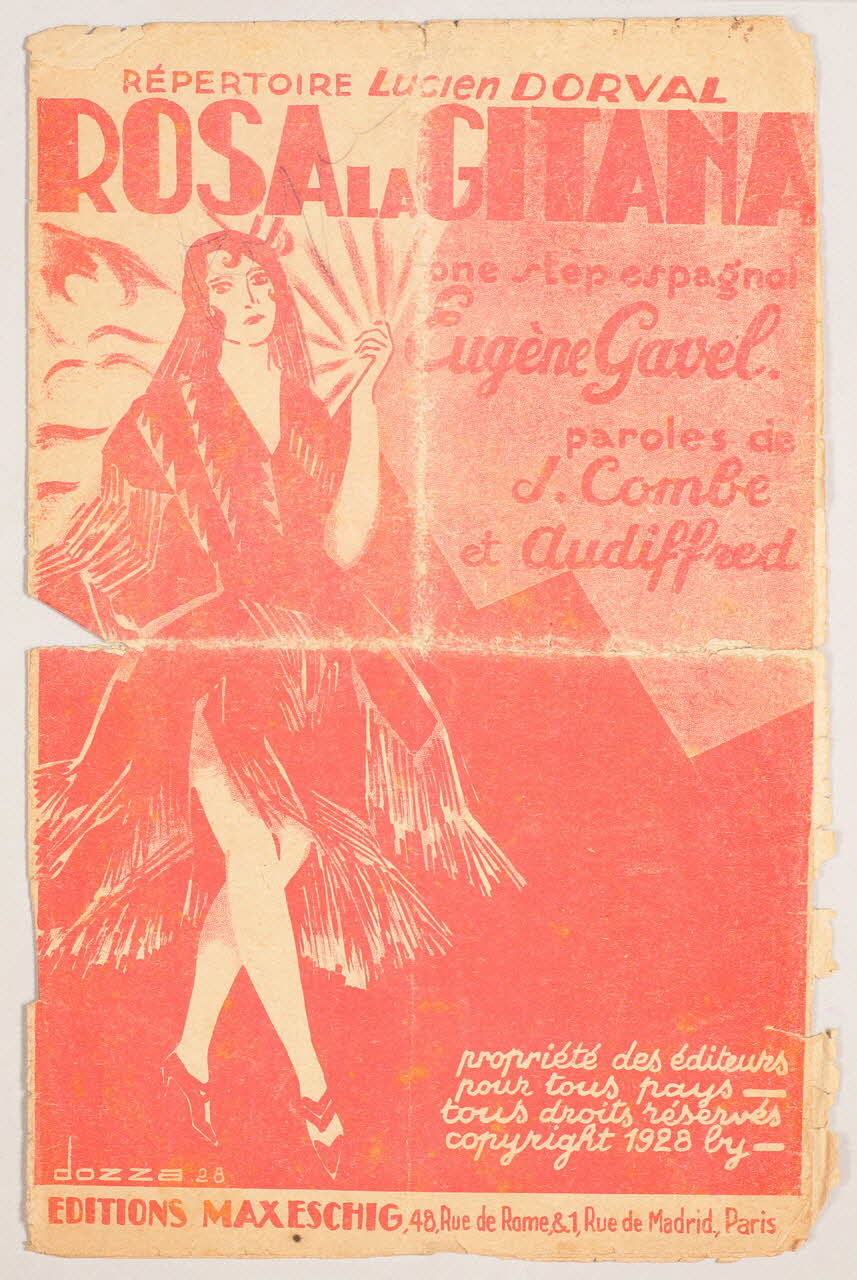 RÉPERTOIRE Lucien DORVAL
ROSA LA GITANA
one step espagnol
Eugène Gavel.
paroles de
J. Combe
et Audiffred
propriété des éditeurs
pour tous pays —
tous droits réservés
copyright 1928 by —
dozza 28
EDITIONS MAX ESCHIG, 48, Rue de Rome, & 1, Rue de Madrid, Paris